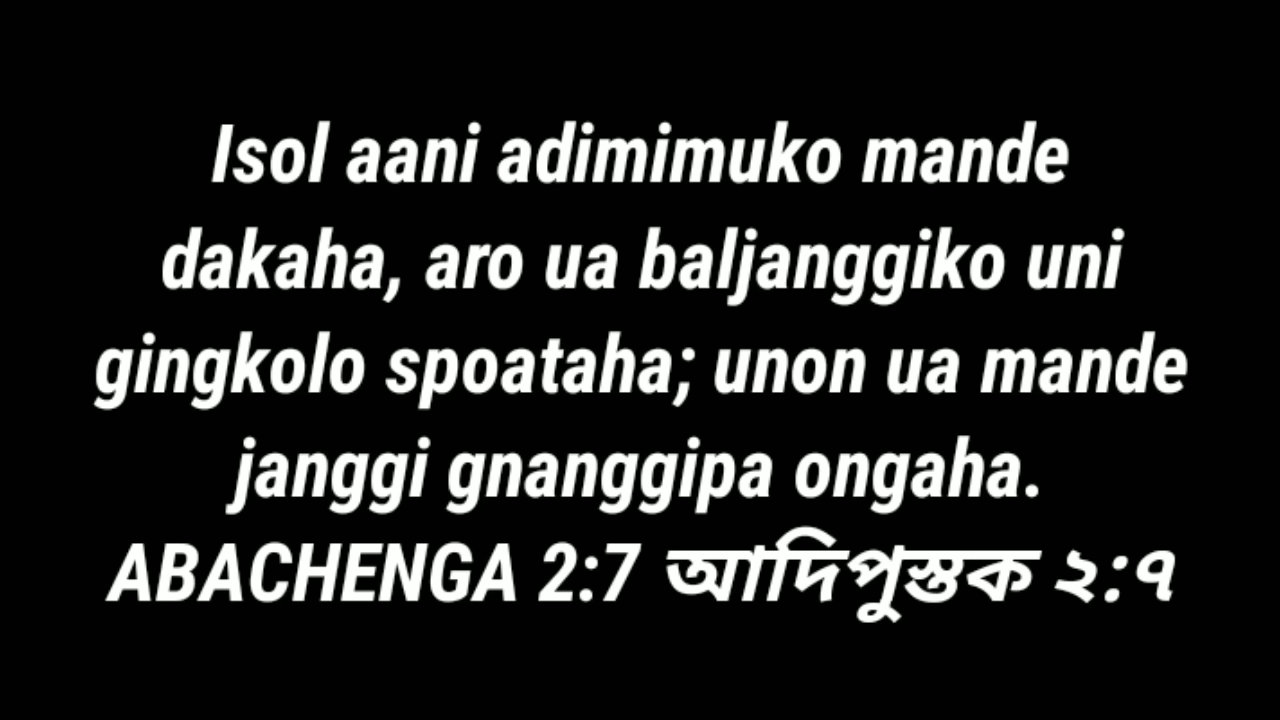 Isol aani adimimuko mande
dakaha, aro ua baljanggiko uni
gingkolo spoataha; unon ua mande
janggi gnanggipa ongaha.
ABACHENGA 2:7 আদিপুস্তক ২:৭